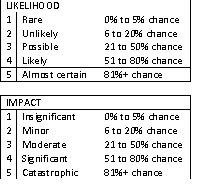 LIKELIHOOD
1 Rare 0% to 5% chance
2 Unlikely 6 to 20% chance
3 Possible 21 to 50% chance
4 Likely 51 to 80% chance
5 Almost certain 81%+ chance
IMPACT
1 Insignificant 0% to 5% chance
2 Minor 6 to 20% chance
3 Moderate 21 to 50% chance
4 Significant 51 to 80% chance
5 Catastrophic 81%+ chance